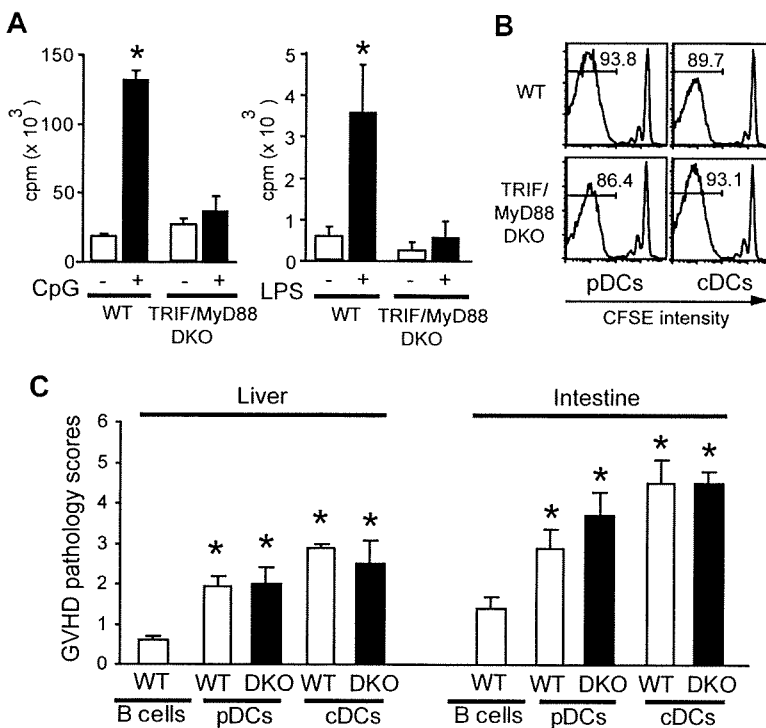 A
cpm (x 10³)
150
100
50
0
CpG
- + - +
WT
TRIF/MyD88
DKO
*
cpm (x 10³)
5
4
3
2
1
0
LPS
- + - +
WT
TRIF/MyD88
DKO
*
B
WT
93.8
89.7
TRIF/
MyD88
DKO
86.4
93.1
pDCs
cDCs
CFSE intensity
C
Liver
Intestine
GVHD pathology scores
6
5
4
3
2
1
0
* * * *
* * * *
WT WT DKO WT DKO
WT WT DKO WT DKO
B cells pDCs cDCs
B cells pDCs cDCs